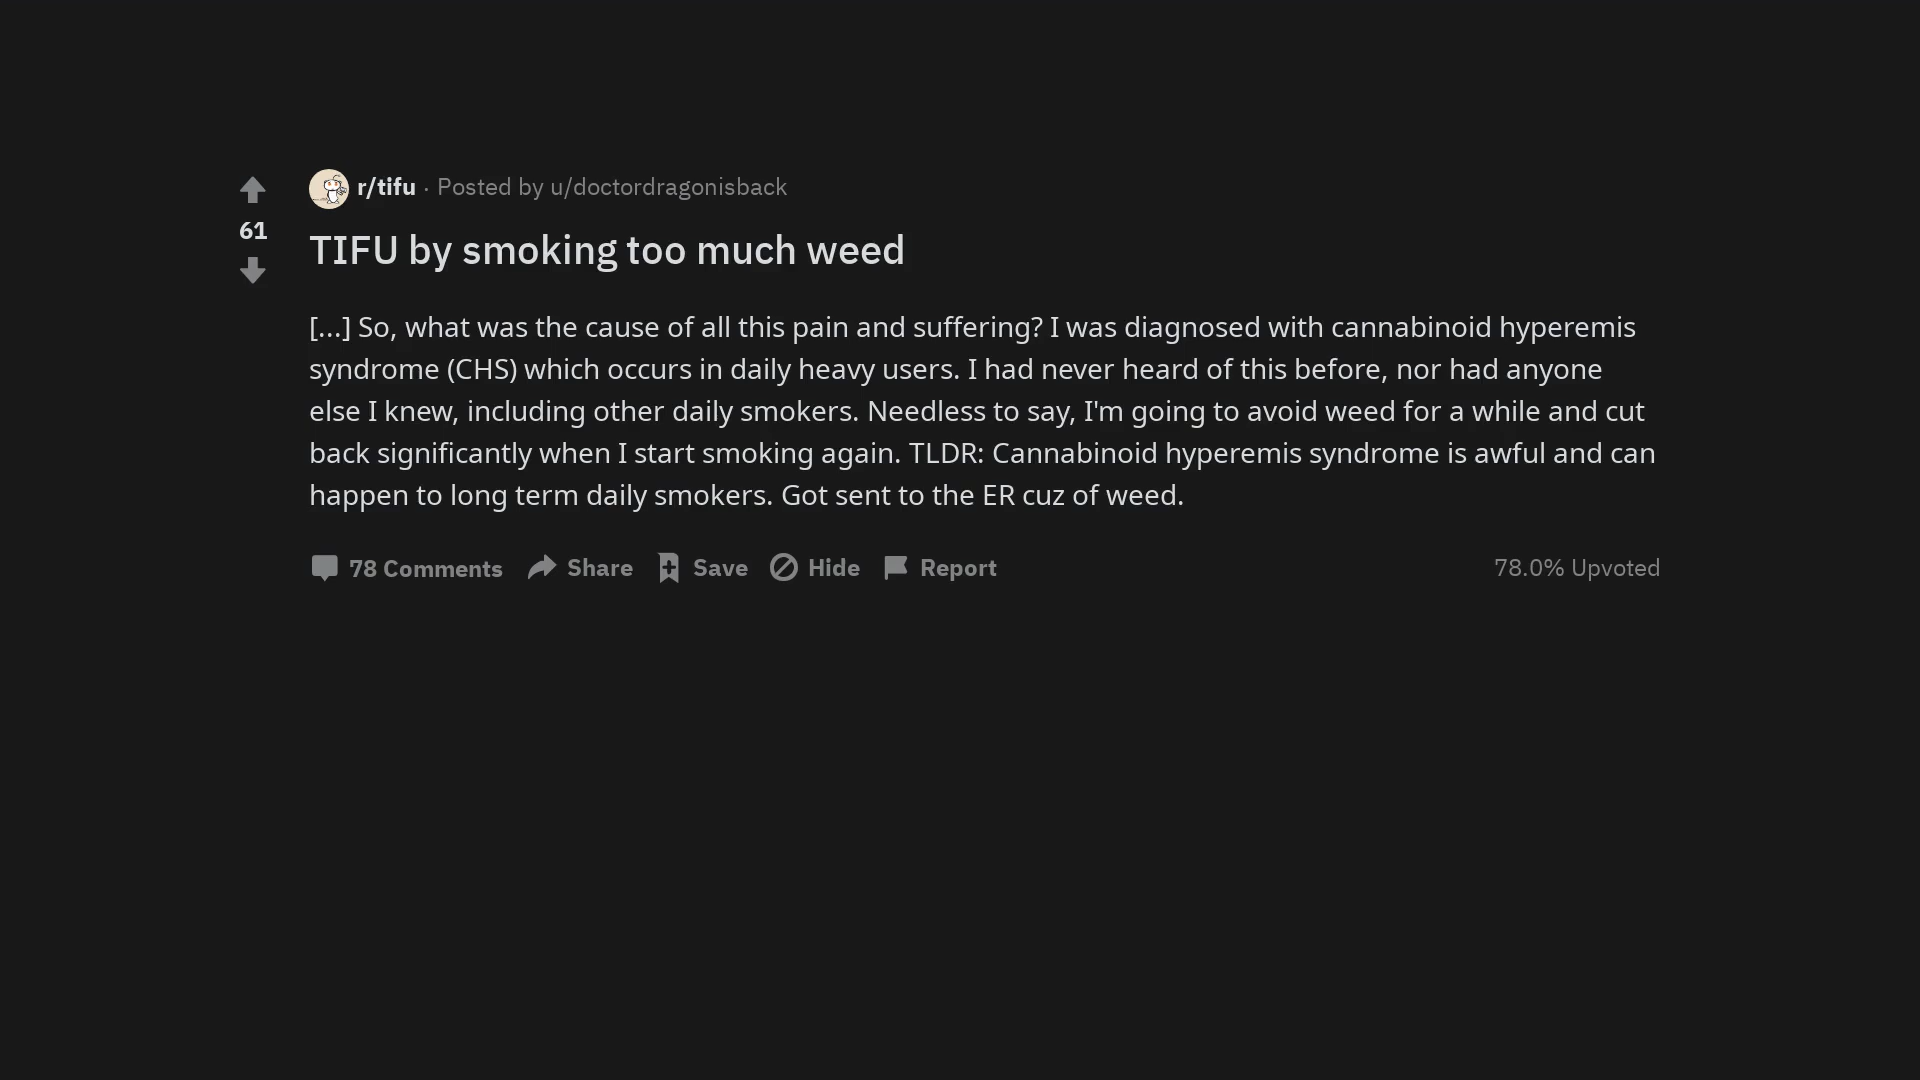 r/tifu · Posted by u/doctordragonisback
61
TIFU by smoking too much weed
[...] So, what was the cause of all this pain and suffering? I was diagnosed with cannabinoid hyperemis
syndrome (CHS) which occurs in daily heavy users. I had never heard of this before, nor had anyone
else I knew, including other daily smokers. Needless to say, I'm going to avoid weed for a while and cut
back significantly when I start smoking again. TLDR: Cannabinoid hyperemis syndrome is awful and can
happen to long term daily smokers. Got sent to the ER cuz of weed.
78 Comments Share Save Hide Report 78.0% Upvoted